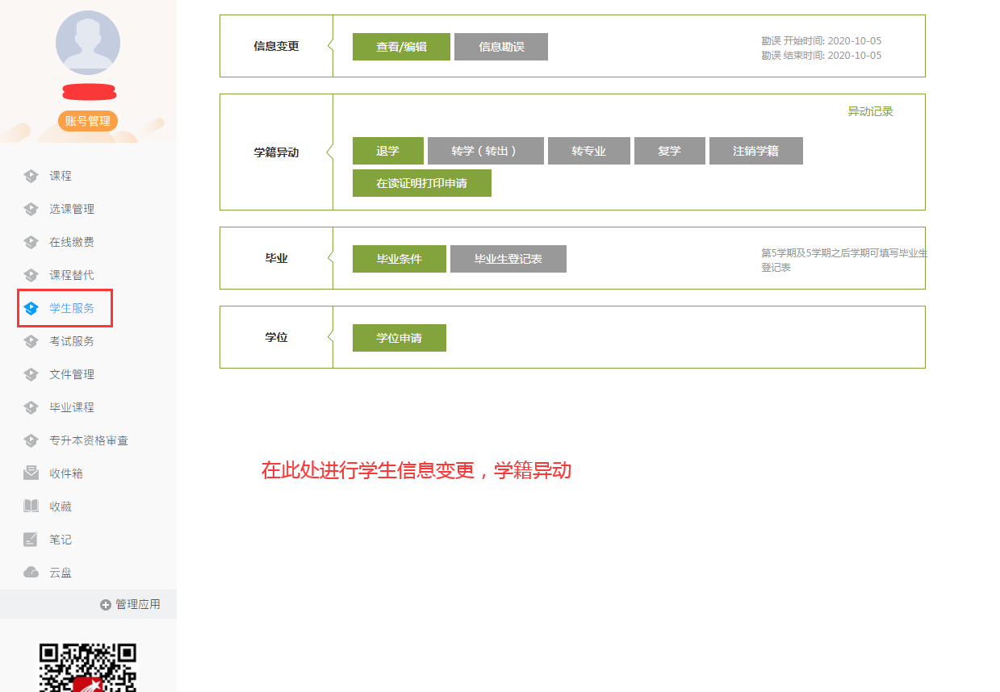 账号管理
课程
选课管理
在线缴费
课程替代
学生服务
考试服务
文件管理
毕业课程
专升本资格审查
收件箱
收藏
笔记
云盘
管理应用
信息变更
查看/编辑
信息勘误
勘误 开始时间: 2020-10-05
勘误 结束时间: 2020-10-05
学籍异动
异动记录
退学
转学（转出）
转专业
复学
注销学籍
在读证明打印申请
毕业
毕业条件
毕业生登记表
第5学期及5学期之后学期可填写毕业生
登记表
学位
学位申请
在此处进行学生信息变更，学籍异动